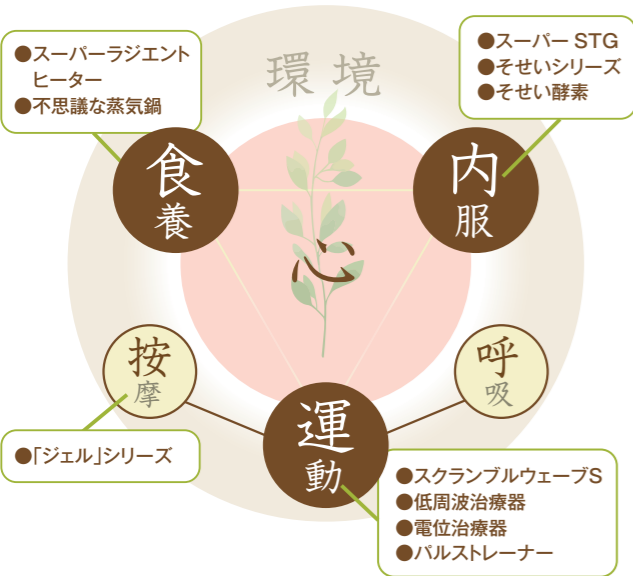 ●スーパーラジエント
ヒーター
●不思議な蒸気鍋
●スーパー STG
●そせいシリーズ
●そせい酵素
環境
食
養
内
服
心
按
摩
呼
吸
運
動
●「ジェル」シリーズ
●スクランブルウェーブS
●低周波治療器
●電位治療器
●パルストレーナー